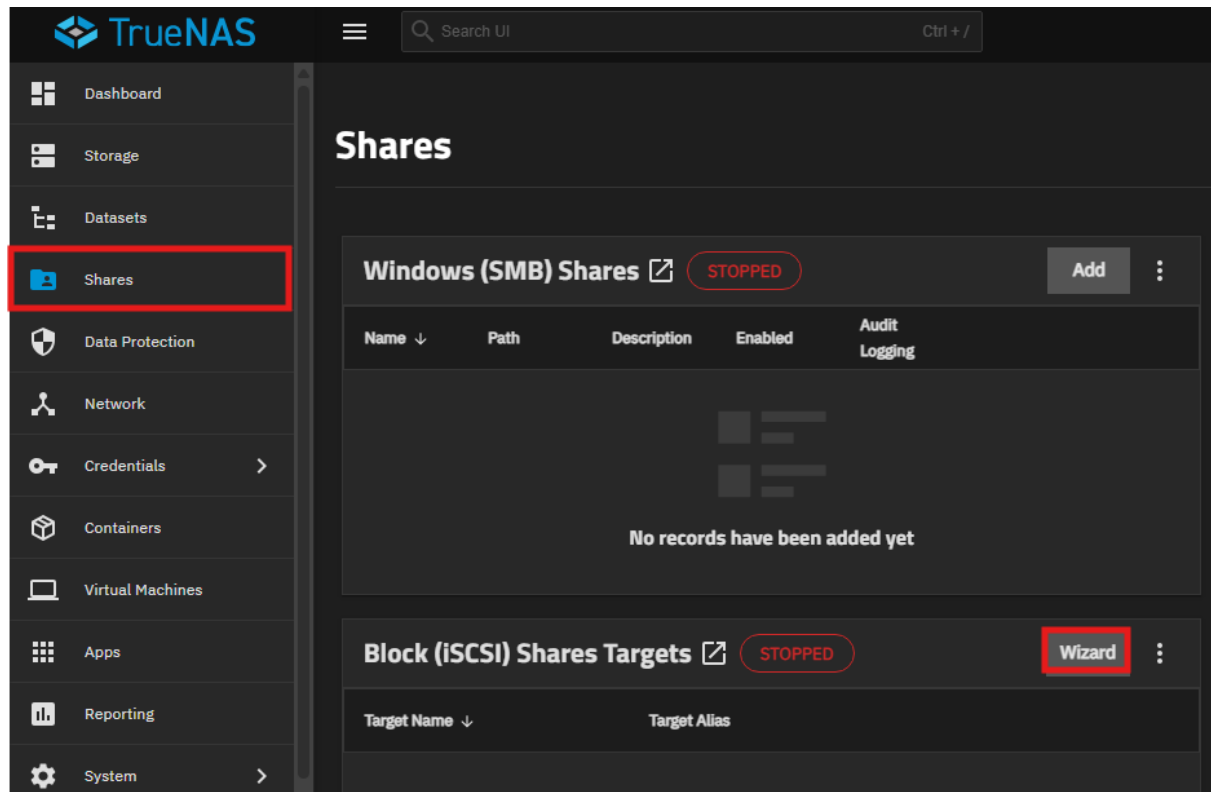 TrueNAS
Search UI
Ctrl + /
Dashboard
Storage
Datasets
Shares
Data Protection
Network
Credentials
Containers
Virtual Machines
Apps
Reporting
System
Shares
Windows (SMB) Shares
STOPPED
Add
Name
Path
Description
Enabled
Audit
Logging
No records have been added yet
Block (iSCSI) Shares Targets
STOPPED
Wizard
Target Name
Target Alias